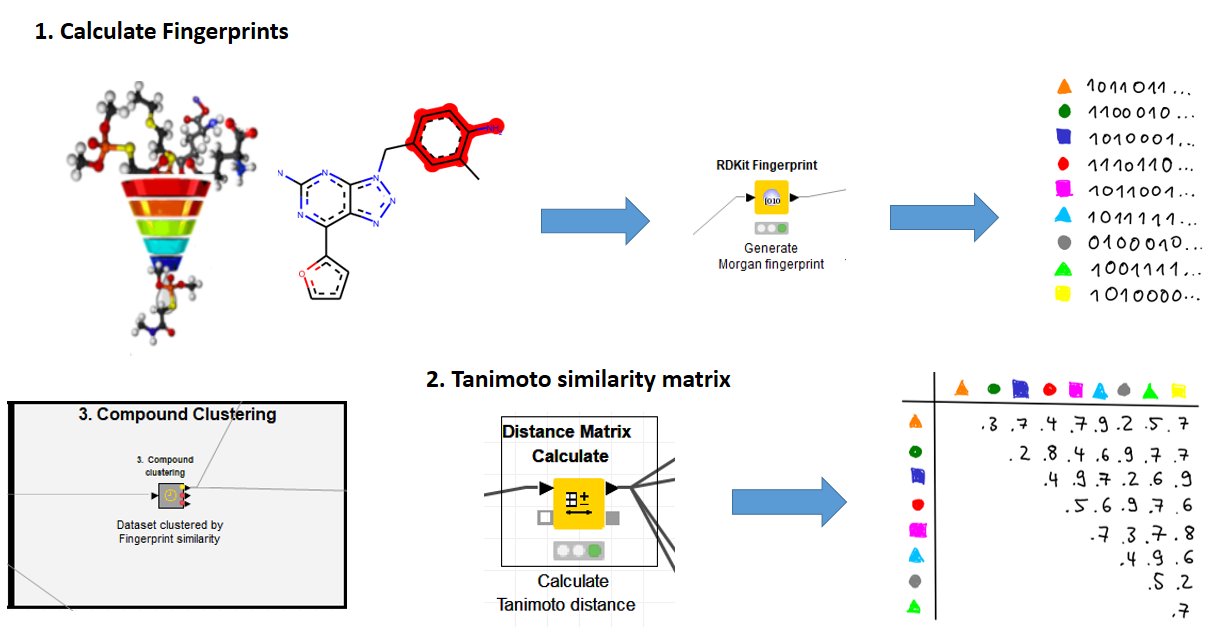 1. Calculate Fingerprints
N
N
N
N
N
N
O
RDKit Fingerprint
Generate
Morgan fingerprint
1011011...
1100010...
1010001...
1110110...
1011001...
1011111...
0100010...
1001111...
1010000...
2. Tanimoto similarity matrix
3. Compound Clustering
3. Compound
clustering
Dataset clustered by
Fingerprint similarity
Distance Matrix
Calculate
Calculate
Tanimoto distance
.3 .7 .4 .7 .9 .2 .5 .7
.2 .8 .4 .6 .9 .7 .7
.4 .9 .7 .2 .6 .9
.5 .6 .9 .7 .6
.7 .3 .7 .8
.4 .9 .6
.5 .2
.7